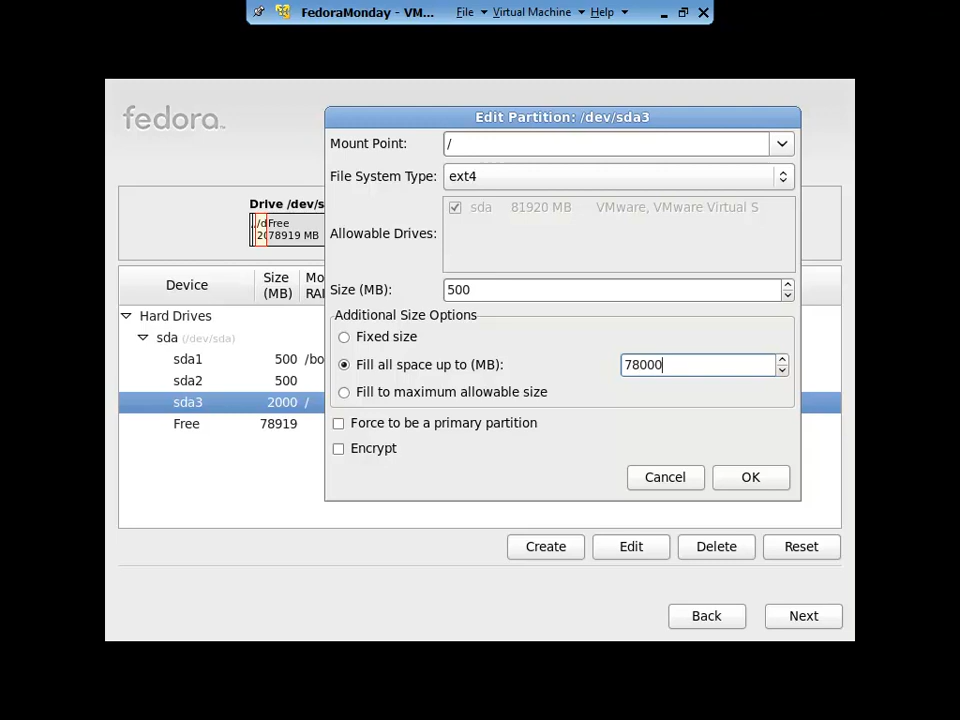 FedoraMonday - VM... File Virtual Machine Help
fedora
Edit Partition: /dev/sda3
Mount Point: /
File System Type: ext4
sda 81920 MB VMware, VMware Virtual S
Allowable Drives:
Drive /dev/s
/d Free
20 78919 MB
Size (MB): 500
Additional Size Options
Fixed size
Fill all space up to (MB): 78000
Fill to maximum allowable size
Force to be a primary partition
Encrypt
Cancel OK
Device Size (MB) Mo RAI
Hard Drives
sda (/dev/sda)
sda1 500 /bo
sda2 500
sda3 2000 /
Free 78919
Create Edit Delete Reset
Back Next